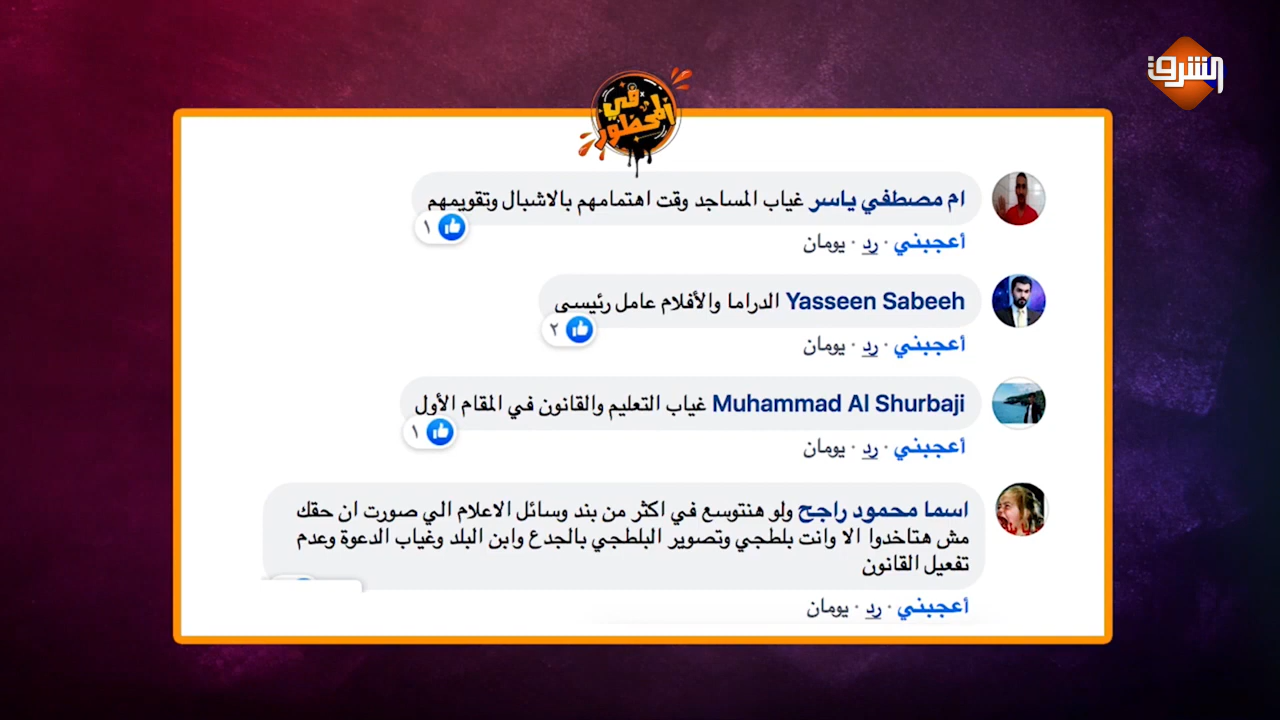 الشرق
في
المحظور
ام مصطفي ياسر غياب المساجد وقت اهتمامهم بالاشبال وتقويمهم
١
أعجبني · رد · يومان
Yasseen Sabeeh الدراما والأفلام عامل رئيسى
٢
أعجبني · رد · يومان
Muhammad Al Shurbaji غياب التعليم والقانون في المقام الأول
١
أعجبني · رد · يومان
اسما محمود راجح ولو هنتوسع في اكثر من بند وسائل الاعلام الي صورت ان حقك
مش هتاخدوا الا وانت بلطجي وتصوير البلطجي بالجدع وابن البلد وغياب الدعوة وعدم
تفعيل القانون
أعجبني · رد · يومان